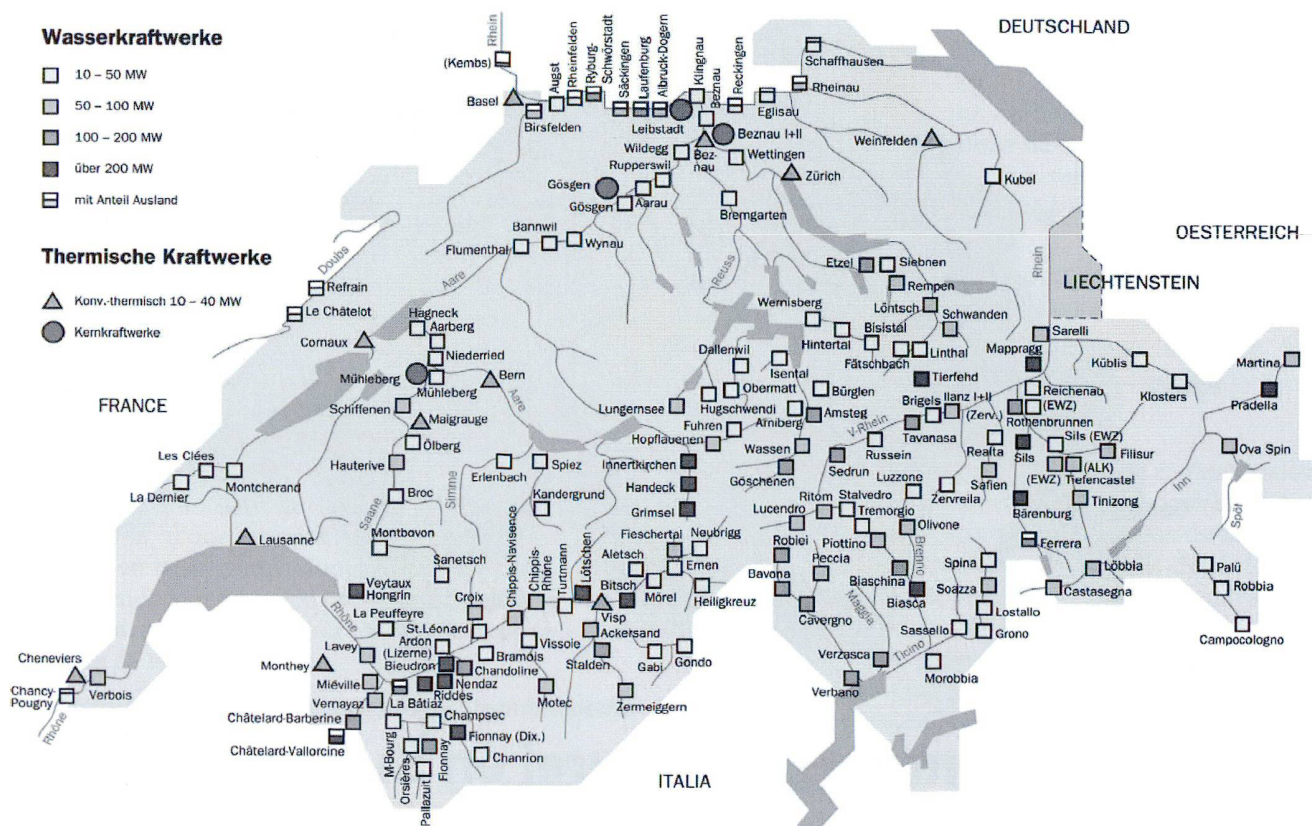 Wasserkraftwerke
10 – 50 MW
50 – 100 MW
100 – 200 MW
über 200 MW
mit Anteil Ausland
Thermische Kraftwerke
Konv.-thermisch 10 – 40 MW
Kernkraftwerke
DEUTSCHLAND
OESTERREICH
LIECHTENSTEIN
FRANCE
ITALIA
Rhein
(Kembs)
Basel
Birsfelden
Augst
Rheinfelden
Ryburg-
Schwörstadt
Säckingen
Laufenburg
Albruck-Dogern
Leibstadt
Klingnau
Beznau
Reckingen
Eglisau
Schaffhausen
Rheinau
Beznau I+II
Bez-
nau
Wildegg
Wettingen
Zürich
Weinfelden
Kubel
Rupperswil
Gösgen
Gösgen
Aarau
Bremgarten
Bannwil
Flumenthal
Wynau
Doubs
Aare
Reuss
Rhein
Refrain
Le Châtelot
Cornaux
Hagneck
Aarberg
Niederried
Mühleberg
Mühleberg
Bern
Aare
Schiffenen
Maigrauge
Ölberg
Hauterive
Broc
Saane
Simme
Montbovon
Les Clées
La Dernier
Montcherand
Lausanne
Erlenbach
Spiez
Kandergrund
Sanetsch
Etzel
Siebnen
Rempen
Löntsch
Schwanden
Wernisberg
Hintertal
Bisistal
Fätschbach
Linthal
Tierfehd
Sarelli
Mappragg
Küblis
Klosters
Martina
Pradella
Ova Spin
Inn
Spöl
Dallenwil
Isental
Obermatt
Bürglen
Hugschwendi
Arniberg
Amsteg
Lungernsee
Fuhren
Hopflauenen
Wassen
Göschenen
Innertkirchen
Handeck
Grimsel
V-Rhein
Brigels
Tavanasa
Ilanz I+II
(Zerv.)
Russein
Sedrun
Reichenau
(EWZ)
Rothenbrunnen
Sils (EWZ)
Realta
Sils
Safien
Zervreila
Filisur
(ALK)
(EWZ)
Tiefencastel
Tinizong
Bärenburg
Ferrera
Löbbia
Castasegna
Palü
Robbia
Campocologno
Luzzone
Olivone
Ritom
Stalvedro
Tremorgio
Lucendro
Piottino
Robiei
Peccia
Biaschina
Brenno
Biasca
Bavona
Cavergno
Maggia
Verzasca
Verbano
Ticino
Morobbia
Sassello
Spina
Soazza
Lostallo
Grono
Fieschertal
Neubrigg
Aletsch
Ernen
Bitsch
Mörel
Heiligkreuz
Visp
Ackersand
Stalden
Gabi
Gondo
Zermeiggern
Lötschen
Turtmann
Chippis-
Rhône
Chippis-Navisence
Croix
St.Léonard
Vissoie
Motec
Bramois
Ardon
(Lizerne)
Bieudron
Chandoline
Nendaz
Riddes
La Bâtiaz
Veytaux
Hongrin
Rhône
La Peuffeyre
Lavey
Monthey
Miéville
Vernayaz
Châtelard-Barberine
Châtelard-Vallorcine
M-Bourg
Champsec
Fionnay (Dix.)
Fionnay
Chanrion
Orsières
Pallazuit
Cheneviers
Chancy-
Pougny
Verbois
Rhône